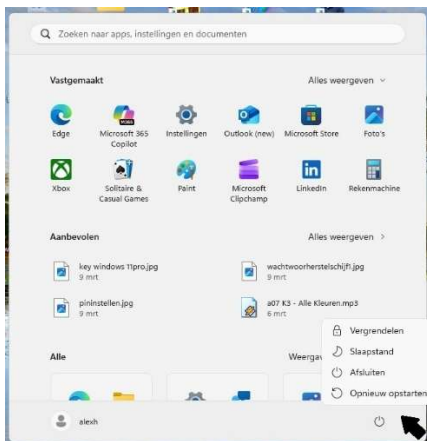 Zoeken naar apps, instellingen en documenten
Vastgemaakt
Alles weergeven
Edge
Microsoft 365 Copilot
Instellingen
Outlook (new)
Microsoft Store
Foto's
Xbox
Solitaire & Casual Games
Paint
Microsoft Clipchamp
LinkedIn
Rekenmachine
Aanbevolen
Alles weergeven
key windows 11pro.jpg
9 mrt
wachtwoorherstelschijf1.jpg
9 mrt
pininstellen.jpg
9 mrt
a07 K3 - Alle Kleuren.mp3
6 mrt
Vergrendelen
Slaapstand
Afsluiten
Opnieuw opstarten
Alle
Weergav
alexh